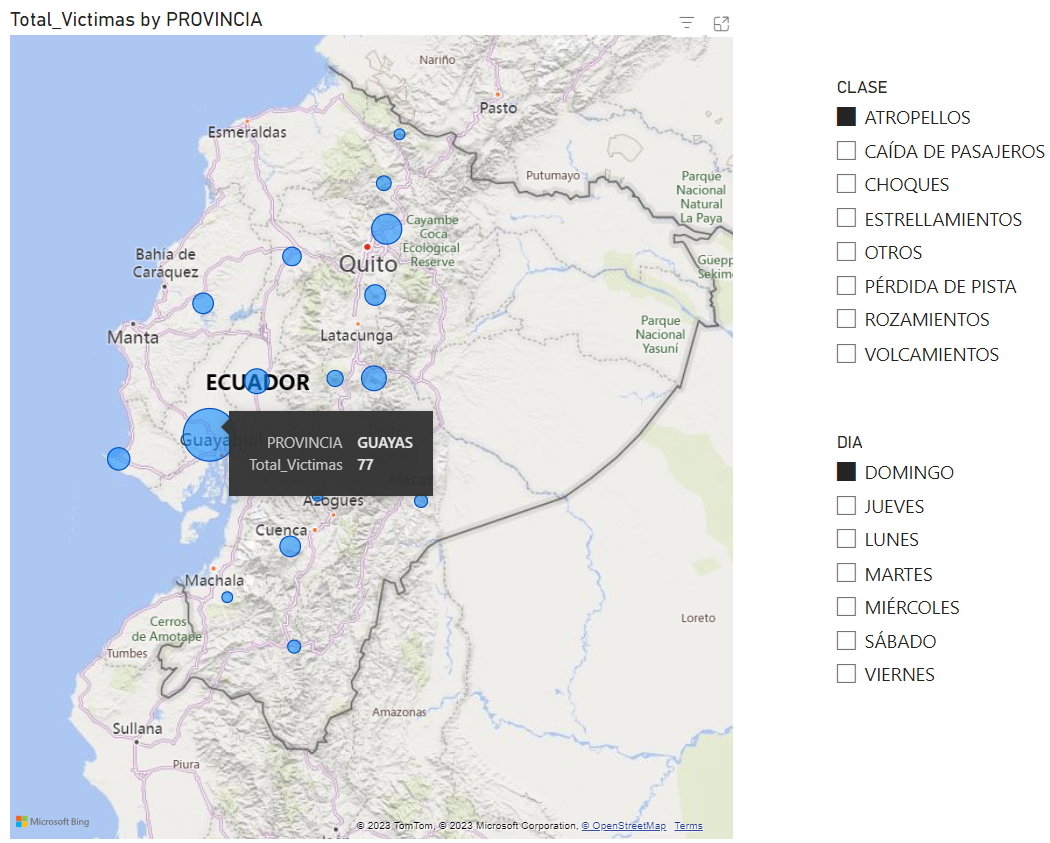 Total_Victimas by PROVINCIA
Nariño
Pasto
Esmeraldas
Putumayo
Parque
Nacional
Natural
La Paya
Cayambe
Coca
Ecological
Reserve
Quito
Bahía de
Caráquez
Güepp
Sekime
Manta
Latacunga
Parque
Nacional
Yasuní
ECUADOR
Guayaquil
PROVINCIA GUAYAS
Total_Victimas 77
Azogues
Cuenca
Machala
Cerros
de Amotape
Tumbes
Loreto
Amazonas
Sullana
Piura
Microsoft Bing
© 2023 TomTom, © 2023 Microsoft Corporation, © OpenStreetMap Terms
CLASE
ATROPELLOS
CAÍDA DE PASAJEROS
CHOQUES
ESTRELLAMIENTOS
OTROS
PÉRDIDA DE PISTA
ROZAMIENTOS
VOLCAMIENTOS
DIA
DOMINGO
JUEVES
LUNES
MARTES
MIÉRCOLES
SÁBADO
VIERNES